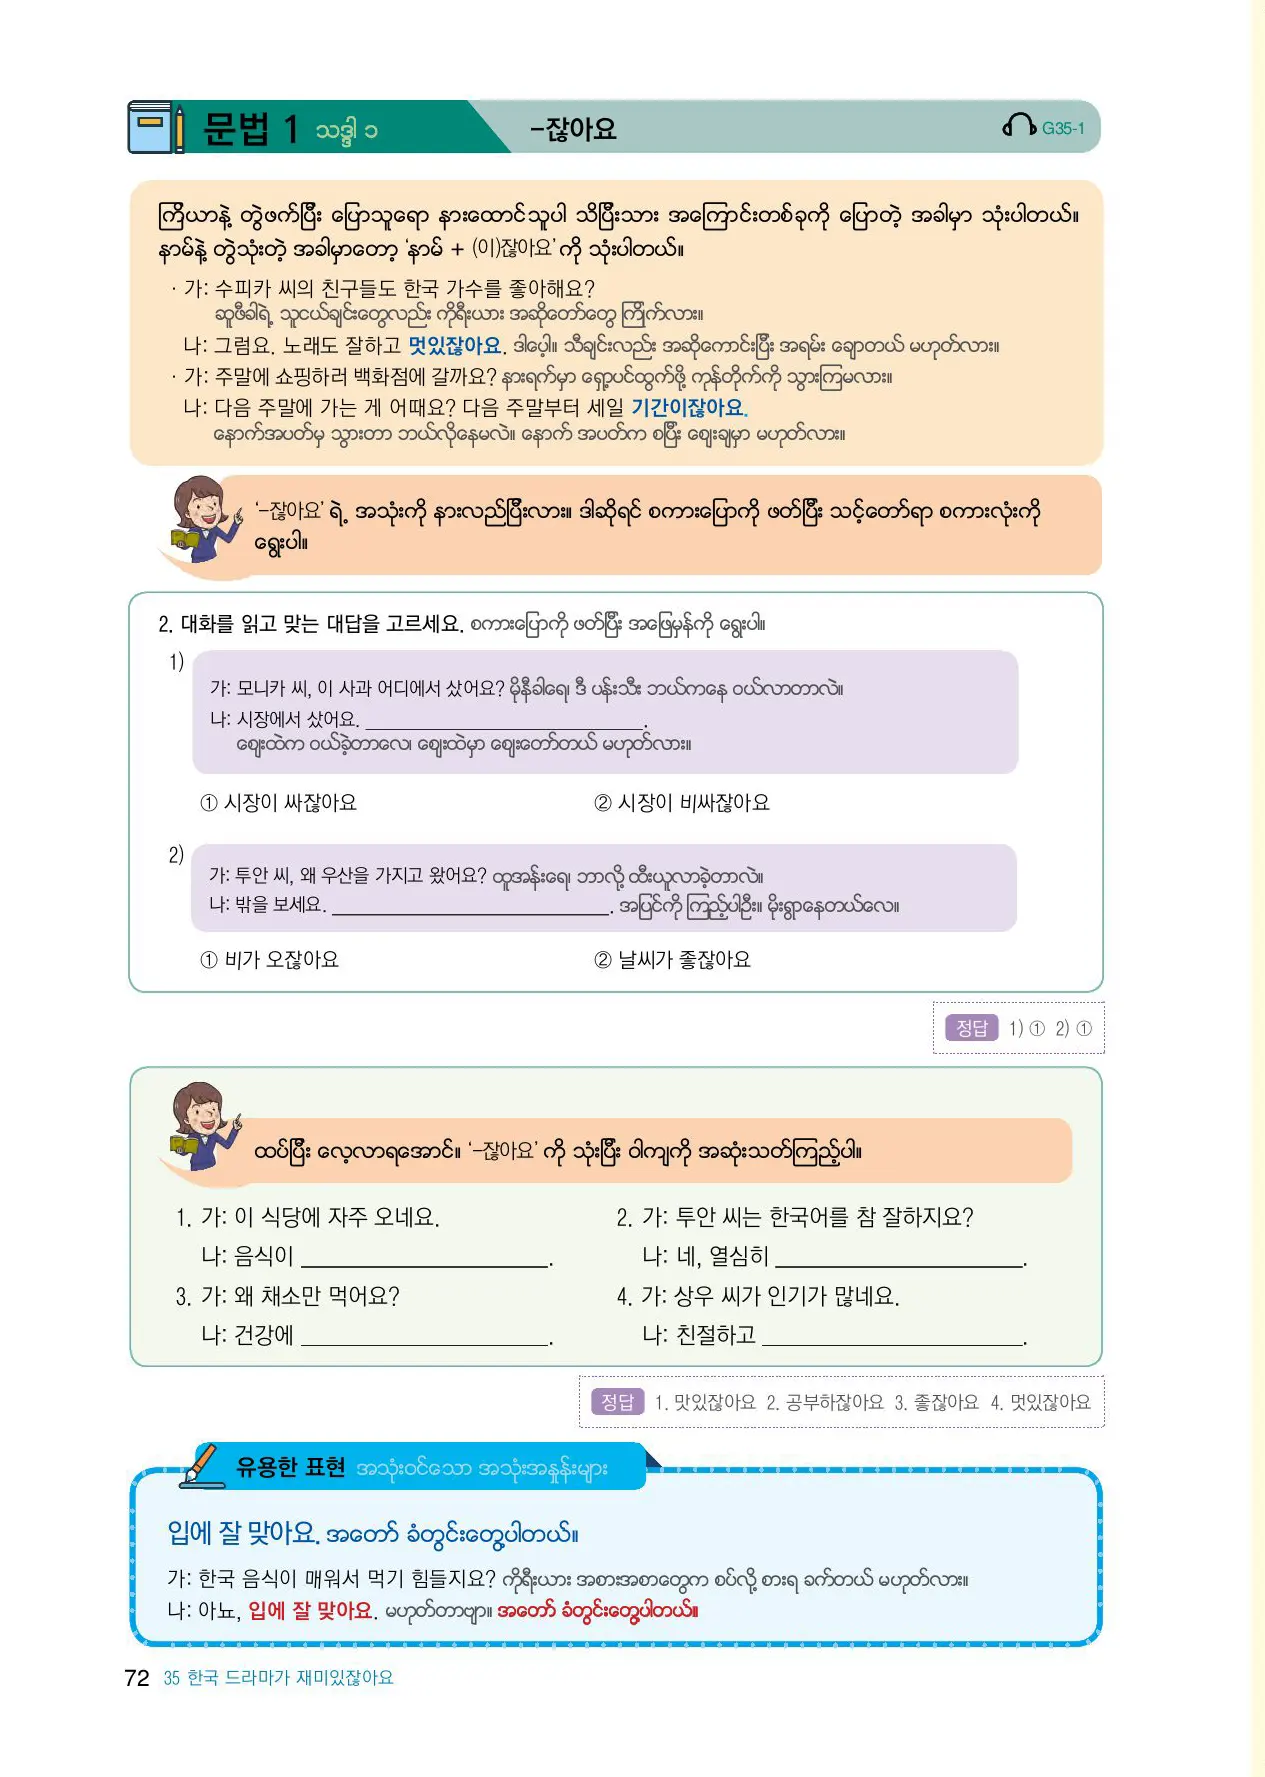 문법 1 သဒ္ဒါ ၁ -잖아요 G35-1
ကြိယာနဲ့ တွဲဖက်ပြီး ပြောသူရော နားထောင်သူပါ သိပြီးသား အကြောင်းတစ်ခုကို ပြောတဲ့ အခါမှာ သုံးပါတယ်။
နာမ်နဲ့ တွဲသုံးတဲ့ အခါမှာတော့ ‘နာမ် + (이)잖아요’ ကို သုံးပါတယ်။
· 가: 수피카 씨의 친구들도 한국 가수를 좋아해요?
ဆူဖီခါရဲ့ သူငယ်ချင်းတွေလည်း ကိုရီးယား အဆိုတော်တွေ ကြိုက်လား။
나: 그럼요. 노래도 잘하고 멋있잖아요. ဒါပေ့ါ။ သီချင်းလည်း အဆိုကောင်းပြီး အရမ်း ချောတယ် မဟုတ်လား။
· 가: 주말에 쇼핑하러 백화점에 갈까요? နားရက်မှာ ရှော့ပင်ထွက်ဖို့ ကုန်တိုက်ကို သွားကြမလား။
나: 다음 주말에 가는 게 어때요? 다음 주말부터 세일 기간이잖아요.
နောက်အပတ်မှ သွားတာ ဘယ်လိုနေမလဲ။ နောက် အပတ်က စပြီး ဈေးချမှာ မဟုတ်လား။
‘-잖아요’ ရဲ့ အသုံးကို နားလည်ပြီးလား။ ဒါဆိုရင် စကားပြောကို ဖတ်ပြီး သင့်တော်ရာ စကားလုံးကို
ရွေးပါ။
2. 대화를 읽고 맞는 대답을 고르세요. စကားပြောကို ဖတ်ပြီး အဖြေမှန်ကို ရွေးပါ။
1)
가: 모니카 씨, 이 사과 어디에서 샀어요? မိုနီခါရေ၊ ဒီ ပန်းသီး ဘယ်ကနေ ဝယ်လာတာလဲ။
나: 시장에서 샀어요. ______.
ဈေးထဲက ဝယ်ခဲ့တာလေ၊ ဈေးထဲမှာ ဈေးတော်တယ် မဟုတ်လား။
① 시장이 싸잖아요 ② 시장이 비싸잖아요
2)
가: 투안 씨, 왜 우산을 가지고 왔어요? ထူအန်းရေ၊ ဘာလို့ ထီးယူလာခဲ့တာလဲ။
나: 밖을 보세요. ______. အပြင်ကို ကြည့်ပါဦး။ မိုးရွာနေတယ်လေ။
① 비가 오잖아요 ② 날씨가 좋잖아요
정답 1) ① 2) ①
ထပ်ပြီး လေ့လာရအောင်။ ‘-잖아요’ ကို သုံးပြီး ဝါကျကို အဆုံးသတ်ကြည့်ပါ။
1. 가: 이 식당에 자주 오네요. 2. 가: 투안 씨는 한국어를 참 잘하지요?
나: 음식이 ______. 나: 네, 열심히 ______.
3. 가: 왜 채소만 먹어요? 4. 가: 상우 씨가 인기가 많네요.
나: 건강에 ______. 나: 친절하고 ______.
정답 1. 맛있잖아요 2. 공부하잖아요 3. 좋잖아요 4. 멋있잖아요
유용한 표현 အသုံးဝင်သော အသုံးအနှုန်းများ
입에 잘 맞아요. အတော် ခံတွင်းတွေ့ပါတယ်။
가: 한국 음식이 매워서 먹기 힘들지요? ကိုရီးယား အစားအစာတွေက စပ်လို့ စားရ ခက်တယ် မဟုတ်လား။
나: 아뇨, 입에 잘 맞아요. မဟုတ်တာဗျာ။ အတော် ခံတွင်းတွေ့ပါတယ်။
72 35 한국 드라마가 재미있잖아요